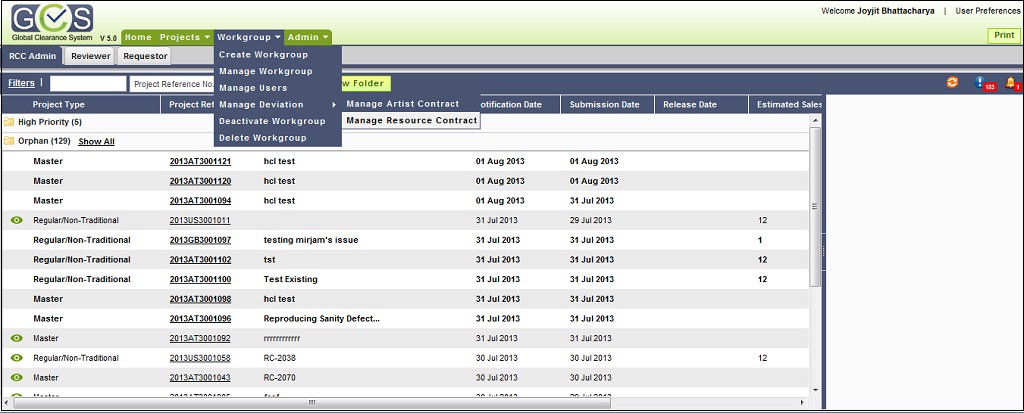 GCS
Global Clearance System
V 5.0
Welcome Joyjit Bhattacharya | User Preferences
Home Projects Workgroup Admin
Print
RCC Admin Reviewer Requestor
Create Workgroup
Manage Workgroup
Manage Users
Manage Deviation
Deactivate Workgroup
Delete Workgroup
Manage Artist Contract
Manage Resource Contract
Filters | Project Reference No. w Folder 183 1
Project Type Project Ref otification Date Submission Date Release Date Estimated Sales
High Priority (5)
Orphan (129) Show All
Master 2013AT3001121 hcl test 01 Aug 2013 01 Aug 2013
Master 2013AT3001120 hcl test 01 Aug 2013 01 Aug 2013
Master 2013AT3001094 hcl test 01 Aug 2013 31 Jul 2013
Regular/Non-Traditional 2013US3001011 31 Jul 2013 29 Jul 2013 12
Regular/Non-Traditional 2013GB3001097 testing mirjam's issue 31 Jul 2013 31 Jul 2013 1
Regular/Non-Traditional 2013AT3001102 tst 31 Jul 2013 31 Jul 2013 12
Regular/Non-Traditional 2013AT3001100 Test Existing 31 Jul 2013 31 Jul 2013 12
Master 2013AT3001098 hcl test 31 Jul 2013 31 Jul 2013
Master 2013AT3001096 Reproducing Sanity Defect... 31 Jul 2013 31 Jul 2013
Master 2013AT3001092 rrrrrrrrrrrr 31 Jul 2013 31 Jul 2013
Regular/Non-Traditional 2013US3001058 RC-2038 30 Jul 2013 30 Jul 2013 12
Master 2013AT3001043 RC-2070 30 Jul 2013 30 Jul 2013